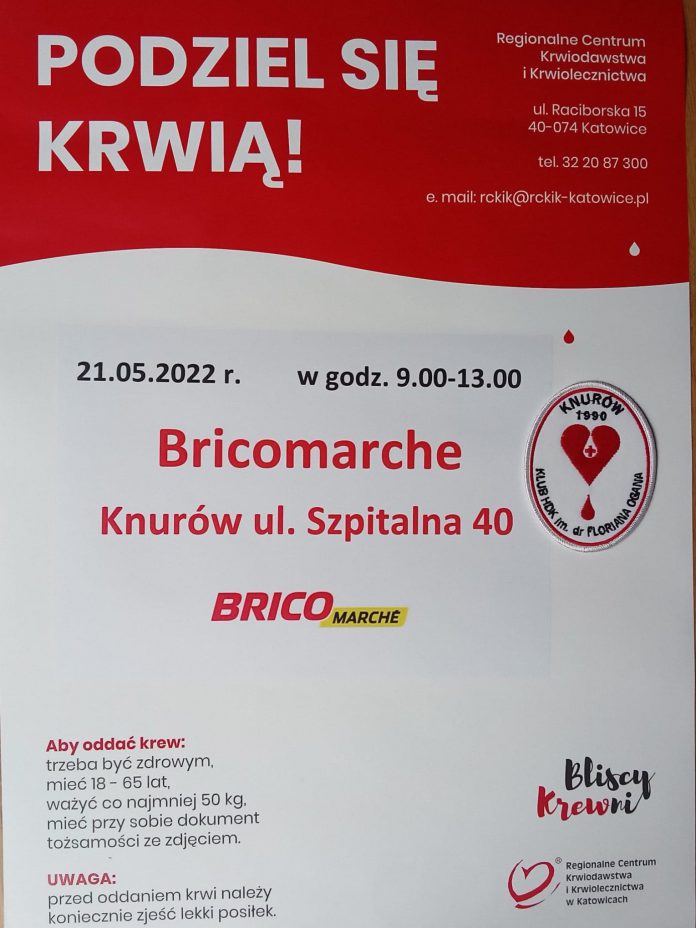 PODZIEL SIĘ
KRWIĄ!
Regionalne Centrum
Krwiodawstwa
i Krwiolecznictwa
ul. Raciborska 15
40-074 Katowice
tel. 32 20 87 300
e. mail: rckik@rckik-katowice.pl
21.05.2022 r. w godz. 9.00-13.00
Bricomarche
Knurów ul. Szpitalna 40
KNURÓW
1990
KLUB HDK im. dr FLORIANA OGANA
BRICO MARCHÉ
Aby oddać krew:
trzeba być zdrowym,
mieć 18 - 65 lat,
ważyć co najmniej 50 kg,
mieć przy sobie dokument
tożsamości ze zdjęciem.
UWAGA:
przed oddaniem krwi należy
koniecznie zjeść lekki posiłek.
Bliscy
Krewni
® Regionalne Centrum
Krwiodawstwa
i Krwiolecznictwa
w Katowicach